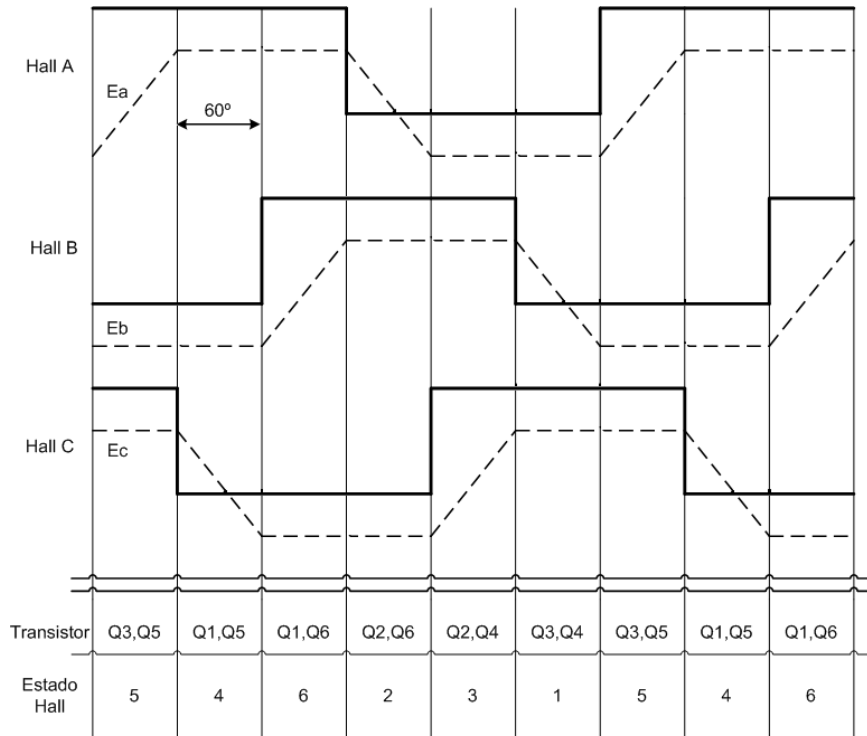 Hall A
Ea
60º
Hall B
Eb
Hall C
Ec
Transistor Q3,Q5 Q1,Q5 Q1,Q6 Q2,Q6 Q2,Q4 Q3,Q4 Q3,Q5 Q1,Q5 Q1,Q6
Estado
Hall
5 4 6 2 3 1 5 4 6